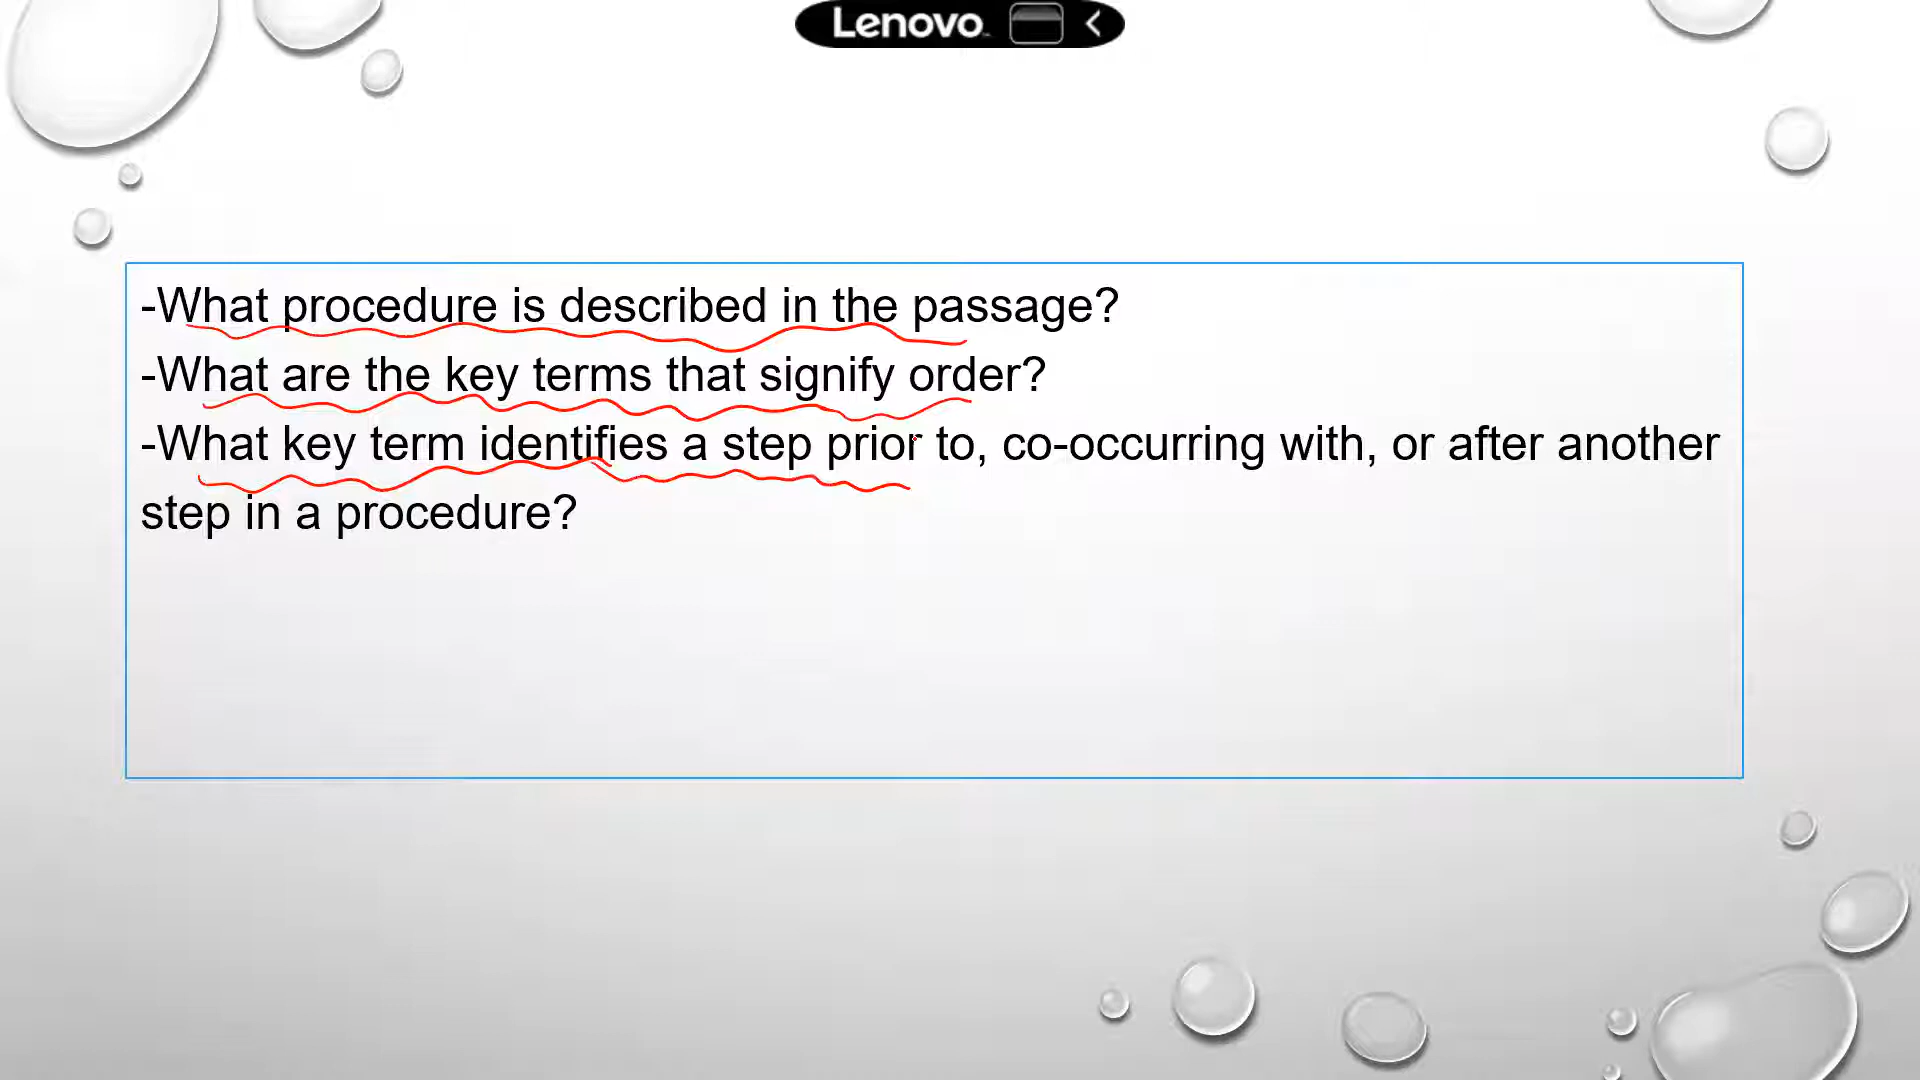 Lenovo
-What procedure is described in the passage?
-What are the key terms that signify order?
-What key term identifies a step prior to, co-occurring with, or after another
step in a procedure?